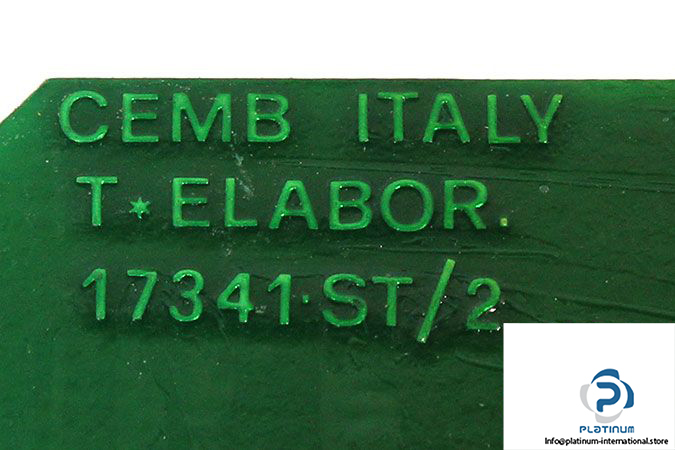 CEMB ITALY
T*ELABOR.
17341·ST/2
PLATINUM
Info@platinum-international.store